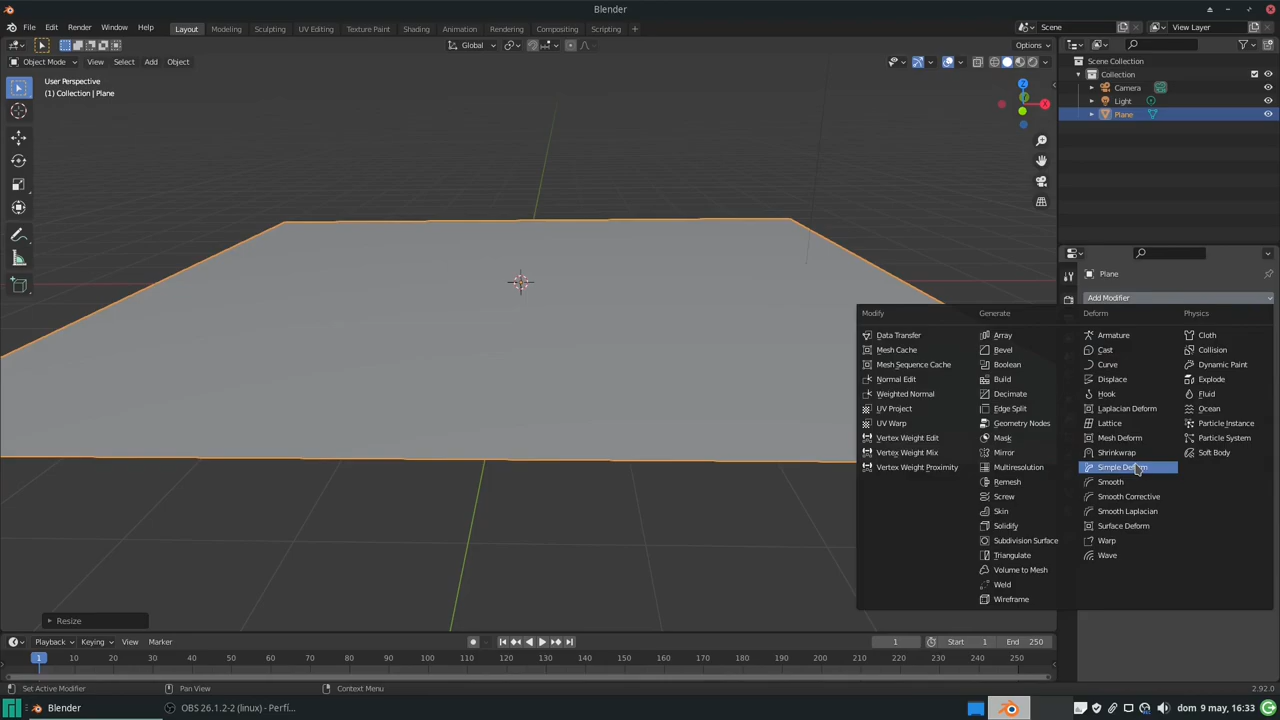 Blender
File Edit Render Window Help
Layout Modeling Sculpting UV Editing Texture Paint Shading Animation Rendering Compositing Scripting +
Scene
View Layer
Global
Options
Object Mode View Select Add Object
User Perspective
(1) Collection | Plane
Z
Y
X
Scene Collection
Collection
Camera
Light
Plane
Plane
Add Modifier
Modify Generate Deform Physics
Data Transfer Array Armature Cloth
Mesh Cache Bevel Cast Collision
Mesh Sequence Cache Boolean Curve Dynamic Paint
Normal Edit Build Displace Explode
Weighted Normal Decimate Hook Fluid
UV Project Edge Split Laplacian Deform Ocean
UV Warp Geometry Nodes Lattice Particle Instance
Vertex Weight Edit Mask Mesh Deform Particle System
Vertex Weight Mix Mirror Shrinkwrap Soft Body
Vertex Weight Proximity Multiresolution Simple Deform
Remesh Smooth
Screw Smooth Corrective
Skin Smooth Laplacian
Solidify Surface Deform
Subdivision Surface Warp
Triangulate Wave
Volume to Mesh
Weld
Wireframe
Resize
Playback Keying View Marker
1 Start 1 End 250
1 10 20 30 40 50 60 70 80 90 100 110 120 130 140 150 160 170 180 190 200 210 220 230 240 250
Set Active Modifier Pan View Context Menu 2.92.0
Blender OBS 26.1.2-2 (linux) - Perfí... dom 9 may, 16:33